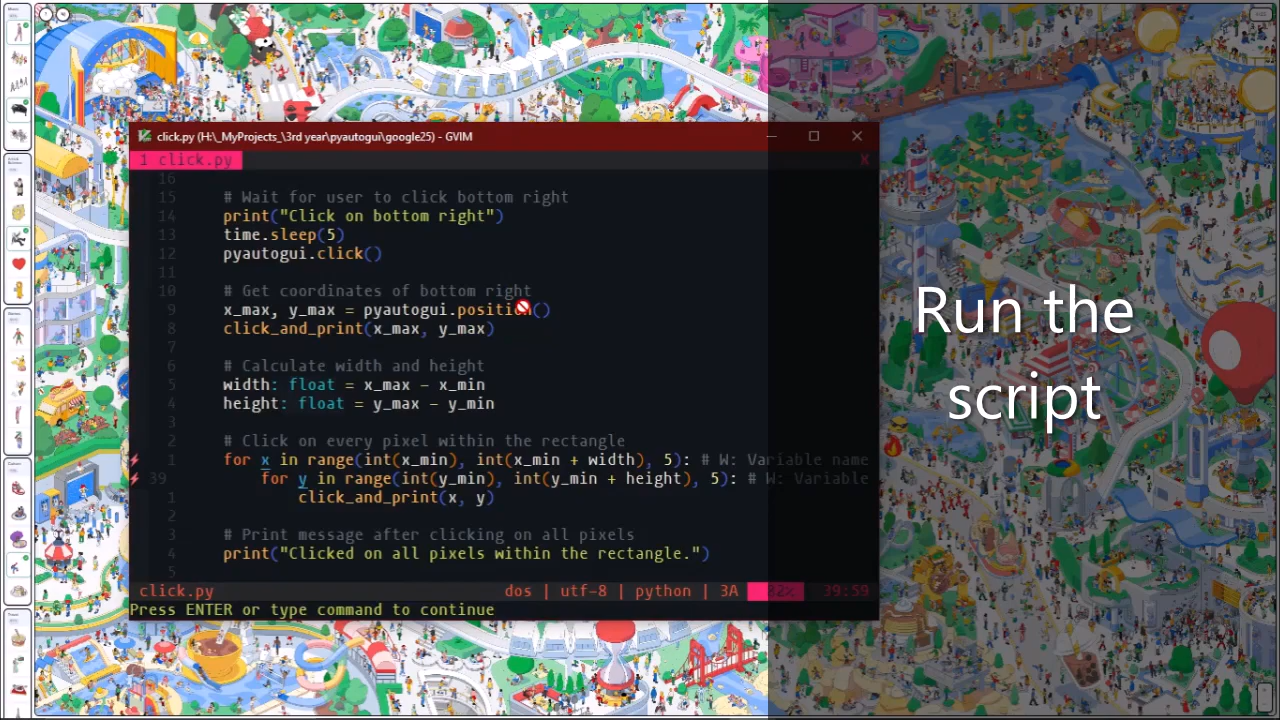 click.py (H:\_MyProjects_\3rd year\pyautogui\google25) - GVIM
1 click.py X
16
15 # Wait for user to click bottom right
14 print("Click on bottom right")
13 time.sleep(5)
12 pyautogui.click()
11
10 # Get coordinates of bottom right
9 x_max, y_max = pyautogui.position()
8 click_and_print(x_max, y_max)
7
6 # Calculate width and height
5 width: float = x_max - x_min
4 height: float = y_max - y_min
3
2 # Click on every pixel within the rectangle
1 for x in range(int(x_min), int(x_min + width), 5): # W: Variable name
39 for y in range(int(y_min), int(y_min + height), 5): # W: Variable
1 click_and_print(x, y)
2
3 # Print message after clicking on all pixels
4 print("Clicked on all pixels within the rectangle.")
5
click.py dos | utf-8 | python | 3A 82% 39:59
Press ENTER or type command to continue
Run the
script